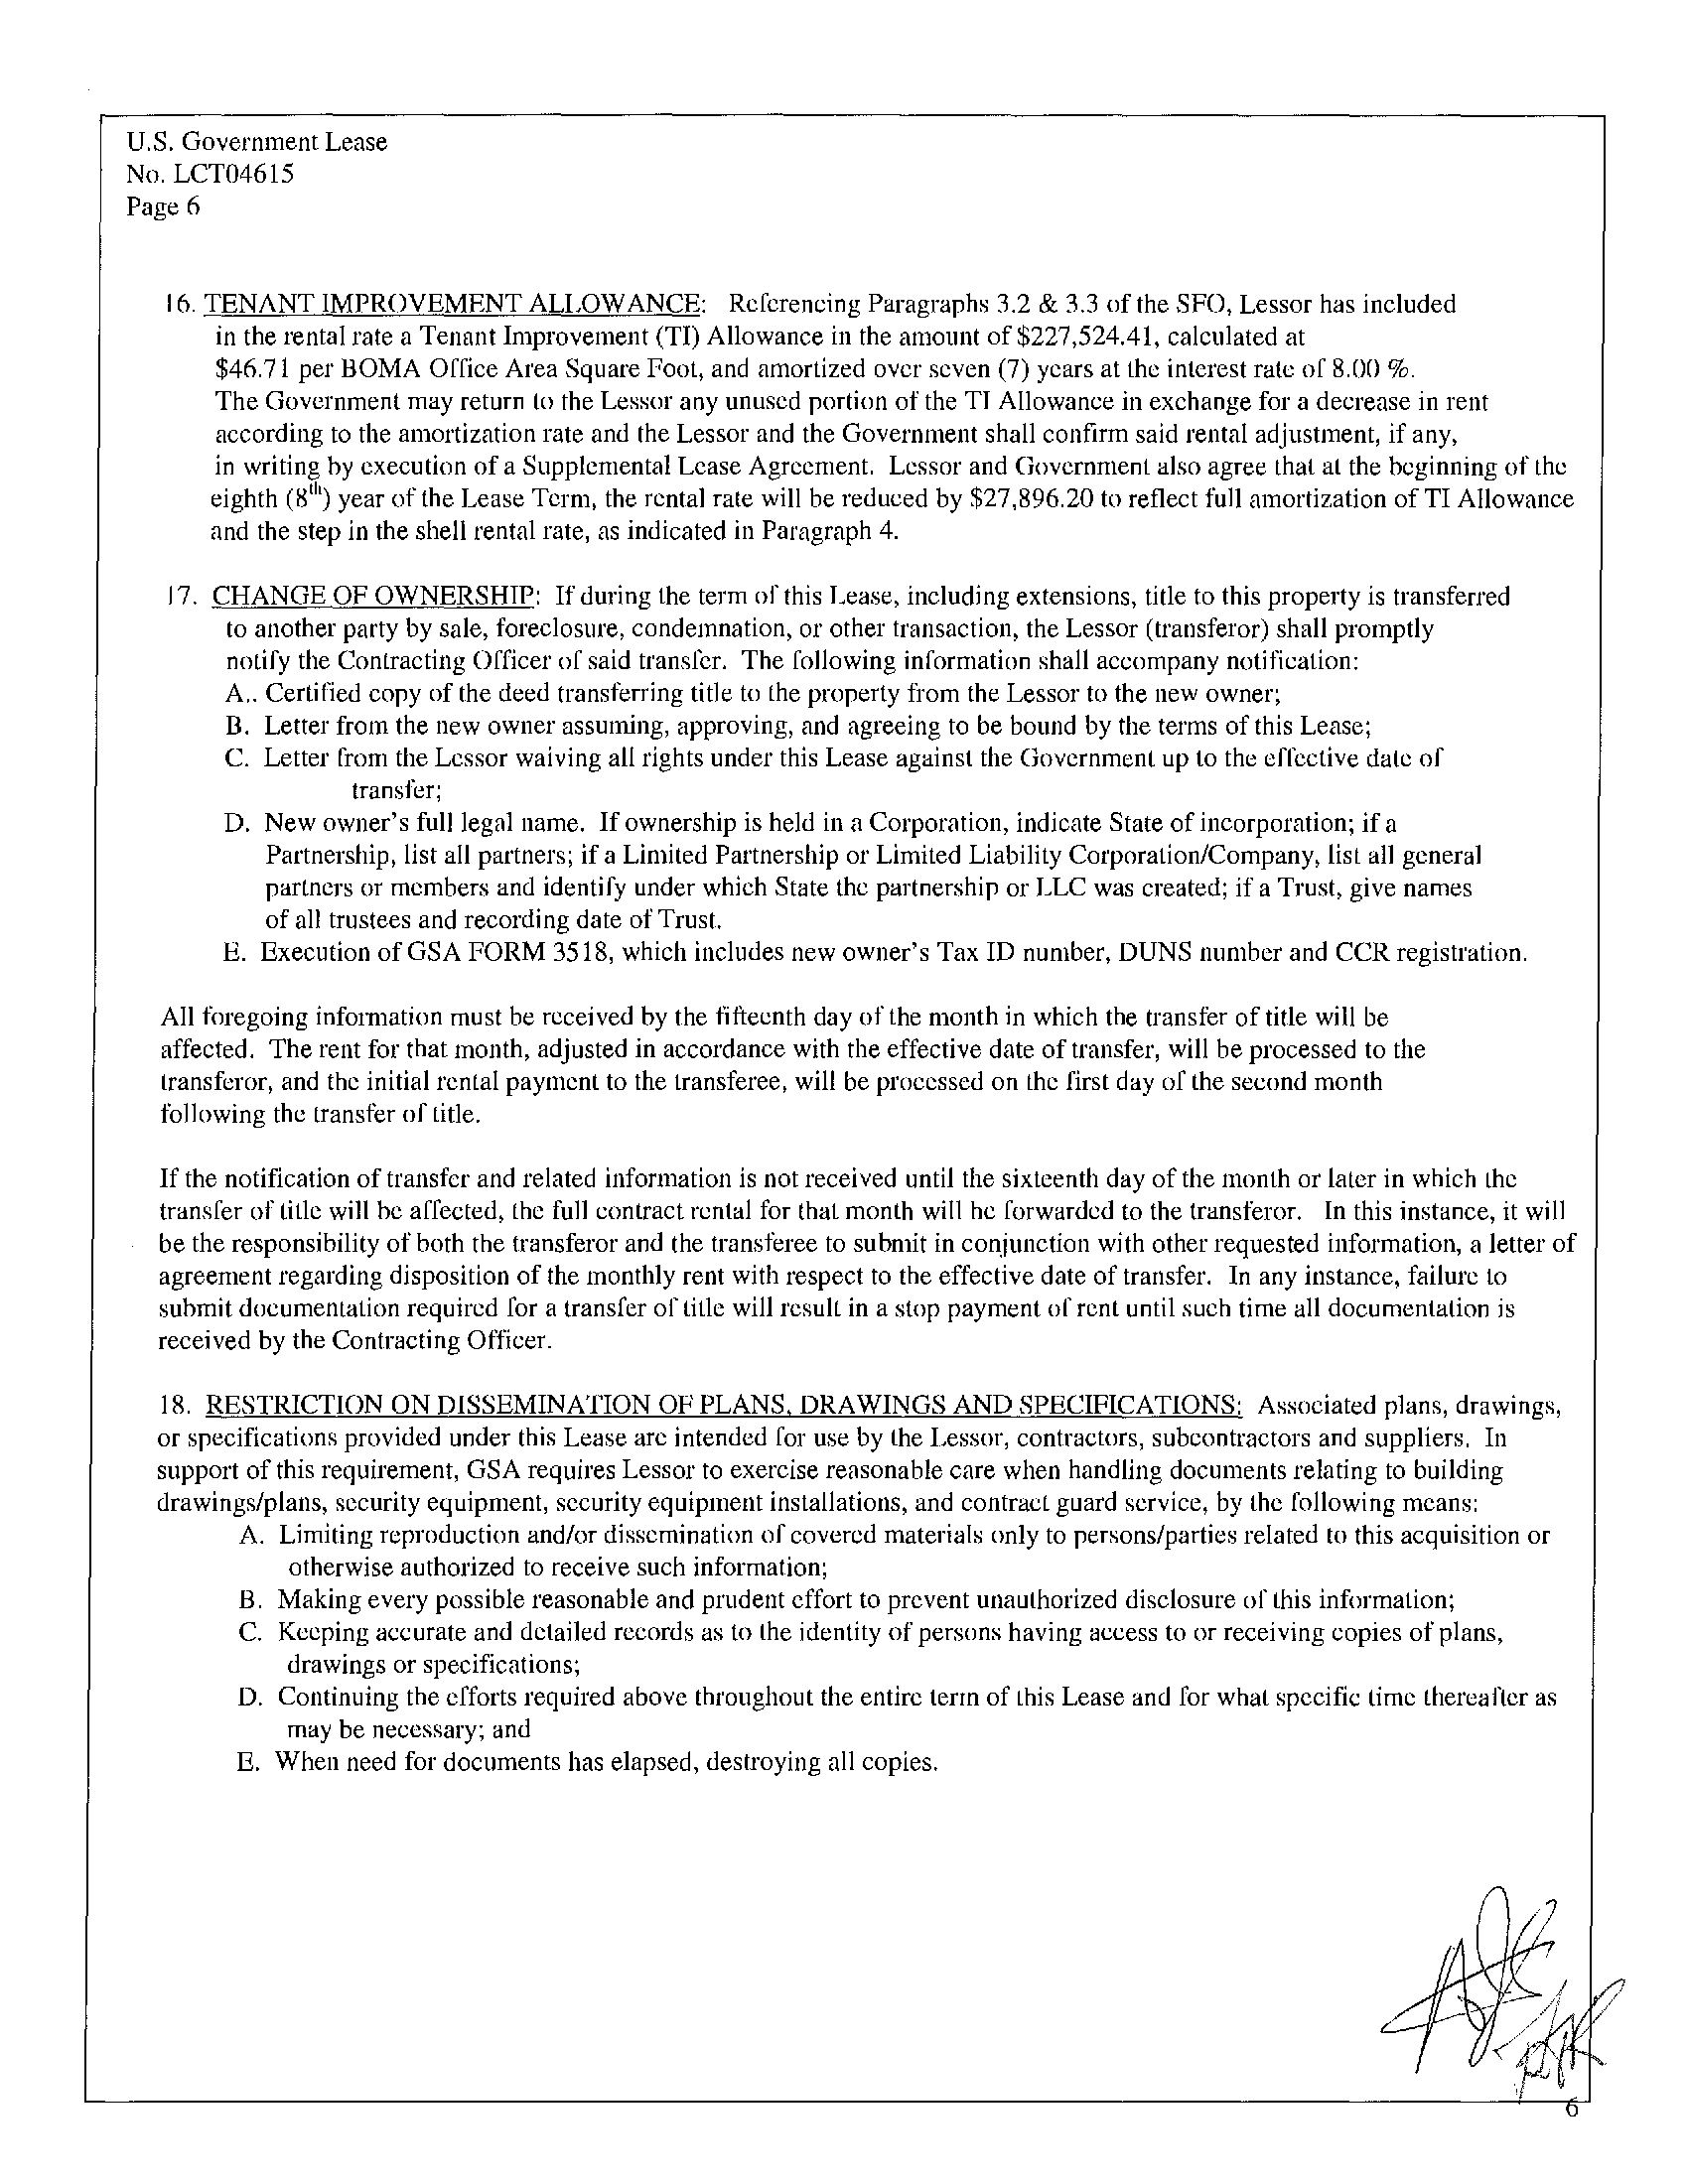 U.S. Government Lease
No. LCT04615
Page 6
16. TENANT IMPROVEMENT ALLOWANCE: Referencing Paragraphs 3.2 & 3.3 of the SFO, Lessor has included
in the rental rate a Tenant Improvement (TI) Allowance in the amount of $227,524.41, calculated at
$46.71 per BOMA Office Area Square Foot, and amortized over seven (7) years at the interest rate of 8.00 %.
The Government may return to the Lessor any unused portion of the TI Allowance in exchange for a decrease in rent
according to the amortization rate and the Lessor and the Government shall confirm said rental adjustment, if any,
in writing by execution of a Supplemental Lease Agreement. Lessor and Government also agree that at the beginning of the
eighth (8th) year of the Lease Term, the rental rate will be reduced by $27,896.20 to reflect full amortization of TI Allowance
and the step in the shell rental rate, as indicated in Paragraph 4.
17. CHANGE OF OWNERSHIP: If during the term of this Lease, including extensions, title to this property is transferred
to another party by sale, foreclosure, condemnation, or other transaction, the Lessor (transferor) shall promptly
notify the Contracting Officer of said transfer. The following information shall accompany notification:
A.. Certified copy of the deed transferring title to the property from the Lessor to the new owner;
B. Letter from the new owner assuming, approving, and agreeing to be bound by the terms of this Lease;
C. Letter from the Lessor waiving all rights under this Lease against the Government up to the effective date of
transfer;
D. New owner's full legal name. If ownership is held in a Corporation, indicate State of incorporation; if a
Partnership, list all partners; if a Limited Partnership or Limited Liability Corporation/Company, list all general
partners or members and identify under which State the partnership or LLC was created; if a Trust, give names
of all trustees and recording date of Trust.
E. Execution of GSA FORM 3518, which includes new owner's Tax ID number, DUNS number and CCR registration.
All foregoing information must be received by the fifteenth day of the month in which the transfer of title will be
affected. The rent for that month, adjusted in accordance with the effective date of transfer, will be processed to the
transferor, and the initial rental payment to the transferee, will be processed on the first day of the second month
following the transfer of title.
If the notification of transfer and related information is not received until the sixteenth day of the month or later in which the
transfer of title will be affected, the full contract rental for that month will be forwarded to the transferor. In this instance, it will
be the responsibility of both the transferor and the transferee to submit in conjunction with other requested information, a letter of
agreement regarding disposition of the monthly rent with respect to the effective date of transfer. In any instance, failure to
submit documentation required for a transfer of title will result in a stop payment of rent until such time all documentation is
received by the Contracting Officer.
18. RESTRICTION ON DISSEMINATION OF PLANS, DRAWINGS AND SPECIFICATIONS: Associated plans, drawings,
or specifications provided under this Lease are intended for use by the Lessor, contractors, subcontractors and suppliers. In
support of this requirement, GSA requires Lessor to exercise reasonable care when handling documents relating to building
drawings/plans, security equipment, security equipment installations, and contract guard service, by the following means:
A. Limiting reproduction and/or dissemination of covered materials only to persons/parties related to this acquisition or
otherwise authorized to receive such information;
B. Making every possible reasonable and prudent effort to prevent unauthorized disclosure of this information;
C. Keeping accurate and detailed records as to the identity of persons having access to or receiving copies of plans,
drawings or specifications;
D. Continuing the efforts required above throughout the entire term of this Lease and for what specific time thereafter as
may be necessary; and
E. When need for documents has elapsed, destroying all copies.
6